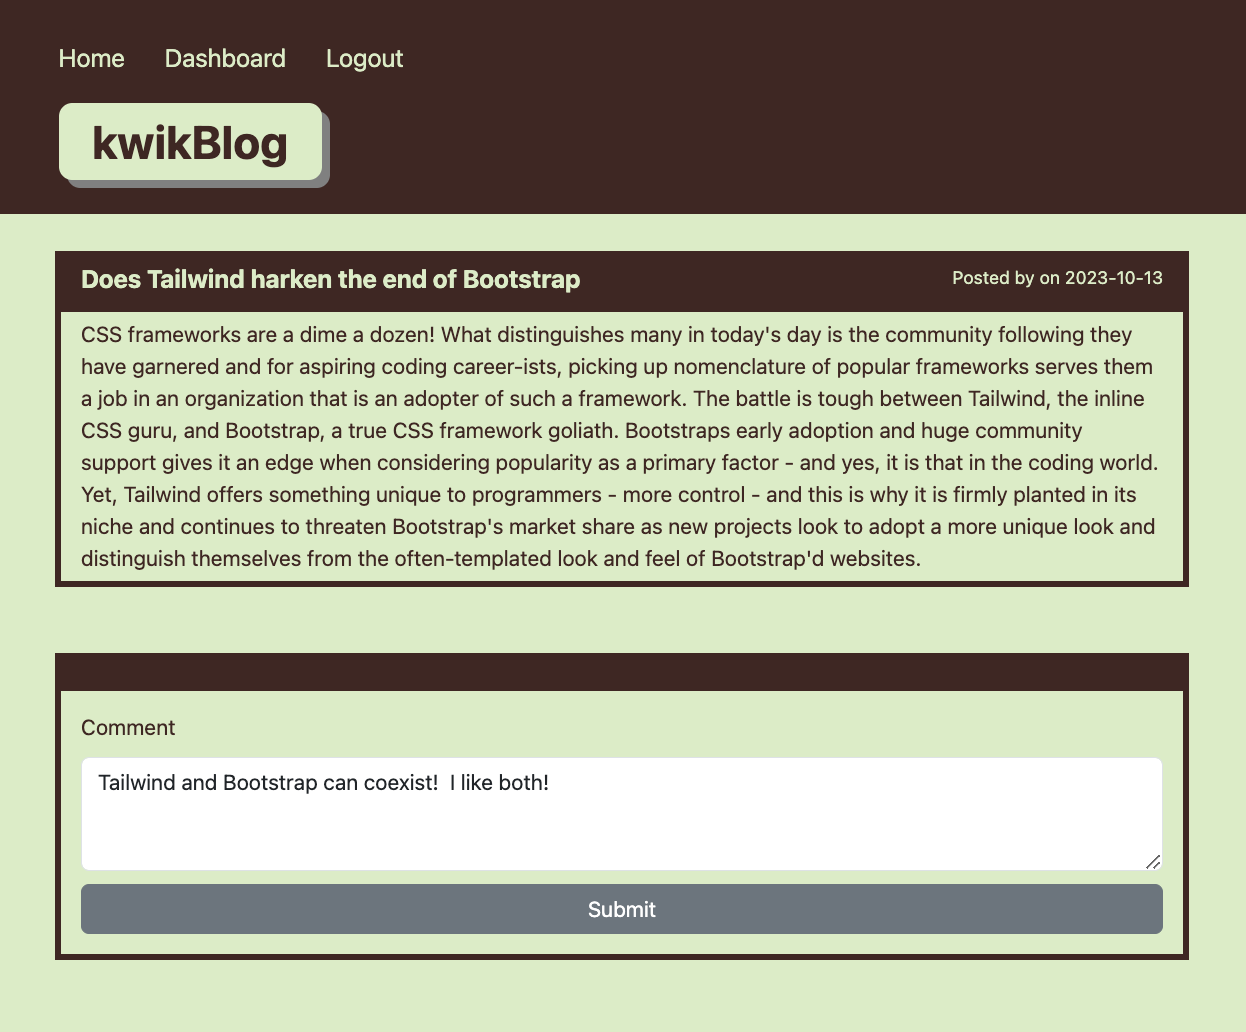 Home Dashboard Logout
kwikBlog
Does Tailwind harken the end of Bootstrap
Posted by on 2023-10-13
CSS frameworks are a dime a dozen! What distinguishes many in today's day is the community following they
have garnered and for aspiring coding career-ists, picking up nomenclature of popular frameworks serves them
a job in an organization that is an adopter of such a framework. The battle is tough between Tailwind, the inline
CSS guru, and Bootstrap, a true CSS framework goliath. Bootstraps early adoption and huge community
support gives it an edge when considering popularity as a primary factor - and yes, it is that in the coding world.
Yet, Tailwind offers something unique to programmers - more control - and this is why it is firmly planted in its
niche and continues to threaten Bootstrap's market share as new projects look to adopt a more unique look and
distinguish themselves from the often-templated look and feel of Bootstrap'd websites.
Comment
Tailwind and Bootstrap can coexist!  I like both!
Submit